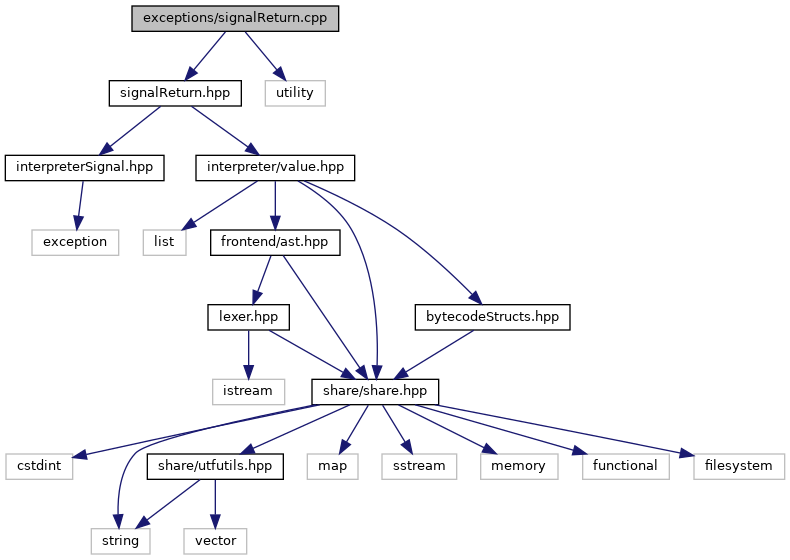 exceptions/signalReturn.cpp
signalReturn.hpp
utility
interpreterSignal.hpp
interpreter/value.hpp
exception
list
frontend/ast.hpp
lexer.hpp
bytecodeStructs.hpp
istream
share/share.hpp
cstdint
share/utfutils.hpp
map
sstream
memory
functional
filesystem
string
vector